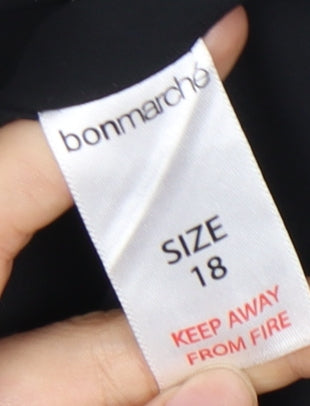 bonmarché
SIZE
18
KEEP AWAY
FROM FIRE